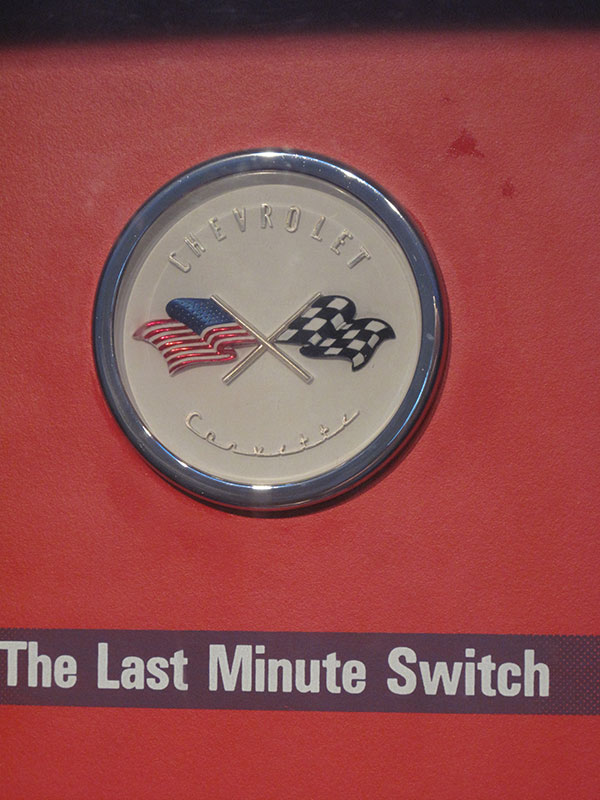 CHEVROLET
Corvette
The Last Minute Switch